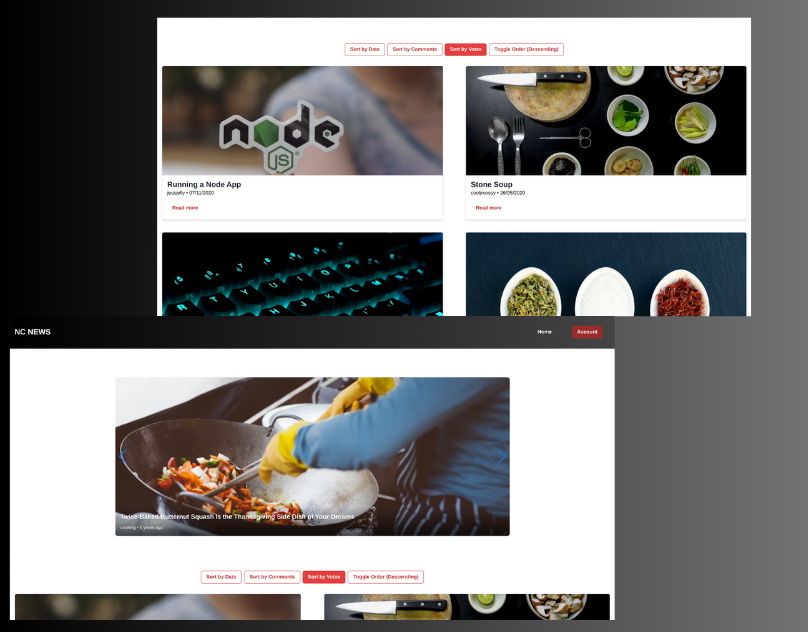 Sort by Date Sort by Comments Sort by Votes Toggle Order (Descending)
node
JS
Running a Node App
jessjelly • 07/11/2020
Read more
Stone Soup
cooljmessy • 26/05/2020
Read more
R T Y U I O P
NC NEWS
Home
Account
Twice-Baked Butternut Squash Is the Thanksgiving Side Dish of Your Dreams
cooking • 5 years ago
Sort by Date Sort by Comments Sort by Votes Toggle Order (Descending)